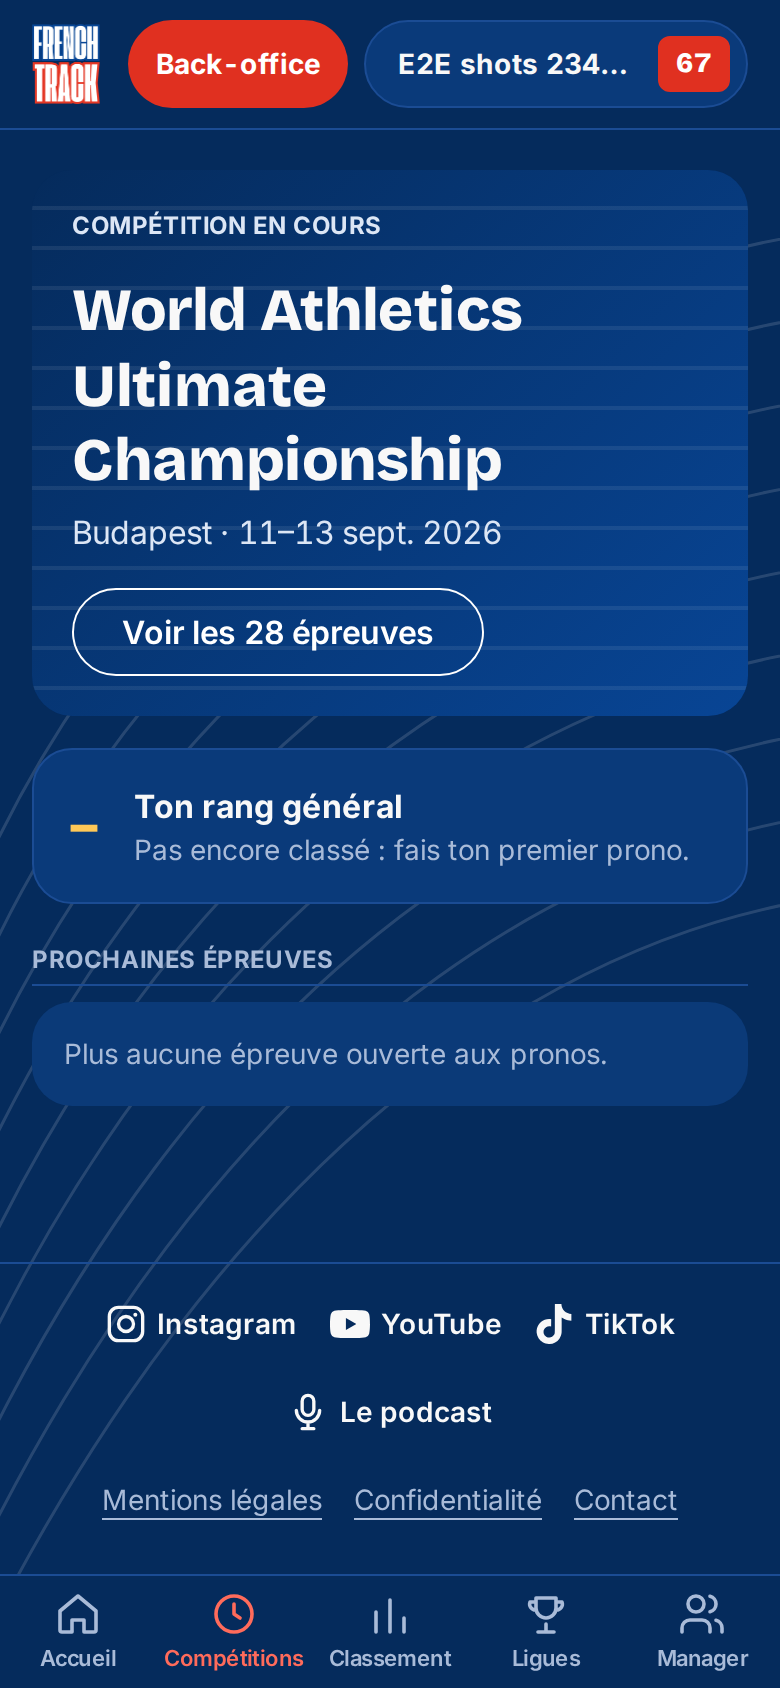 FRENCH
TRACK
Back-office
E2E shots 234...
67
COMPÉTITION EN COURS
World Athletics
Ultimate
Championship
Budapest · 11–13 sept. 2026
Voir les 28 épreuves
–
Ton rang général
Pas encore classé : fais ton premier prono.
PROCHAINES ÉPREUVES
Plus aucune épreuve ouverte aux pronos.
Instagram
YouTube
TikTok
Le podcast
Mentions légales
Confidentialité
Contact
Accueil
Compétitions
Classement
Ligues
Manager